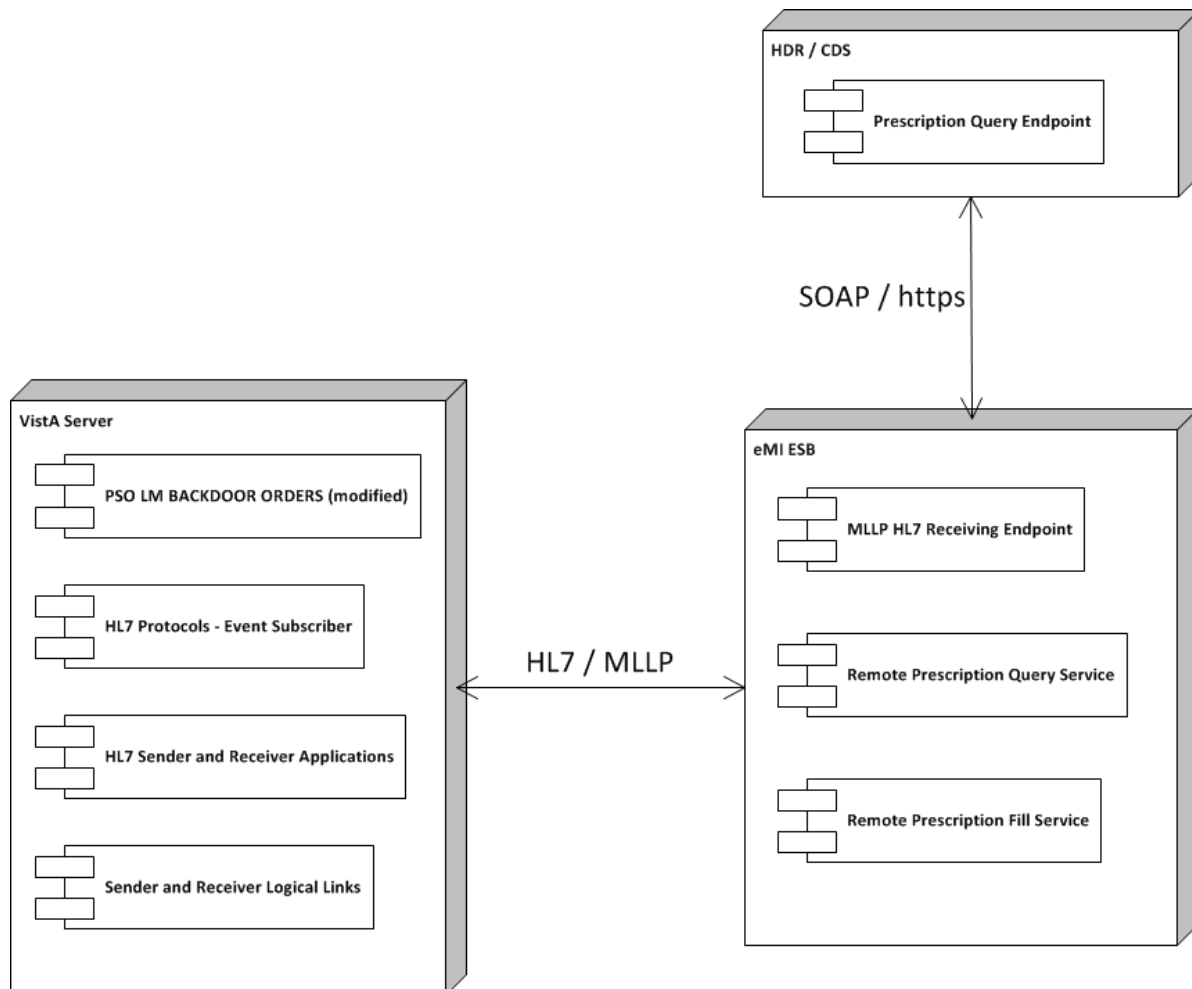 HDR / CDS
Prescription Query Endpoint
SOAP / https
VistA Server
PSO LM BACKDOOR ORDERS (modified)
HL7 Protocols - Event Subscriber
HL7 Sender and Receiver Applications
Sender and Receiver Logical Links
HL7 / MLLP
eMI ESB
MLLP HL7 Receiving Endpoint
Remote Prescription Query Service
Remote Prescription Fill Service